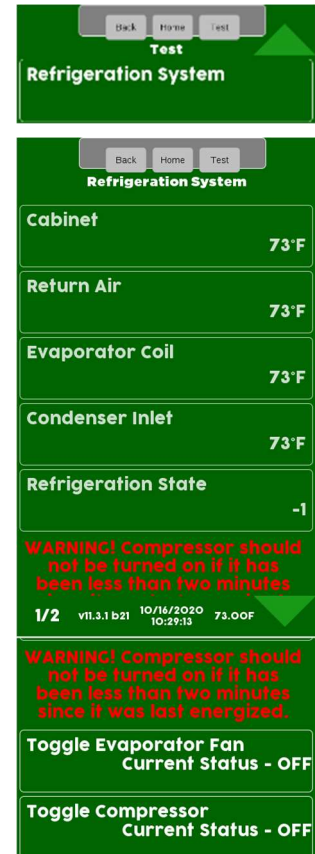 Back Home Test
Test
Refrigeration System
Back Home Test
Refrigeration System
Cabinet
73°F
Return Air
73°F
Evaporator Coil
73°F
Condenser Inlet
73°F
Refrigeration State
-1
WARNING! Compressor should
not be turned on if it has
been less than two minutes
1/2 v11.3.1 b21 10/16/2020 73.00F
10:29:13
WARNING! Compressor should
not be turned on if it has
been less than two minutes
since it was last energized.
Toggle Evaporator Fan
Current Status - OFF
Toggle Compressor
Current Status - OFF